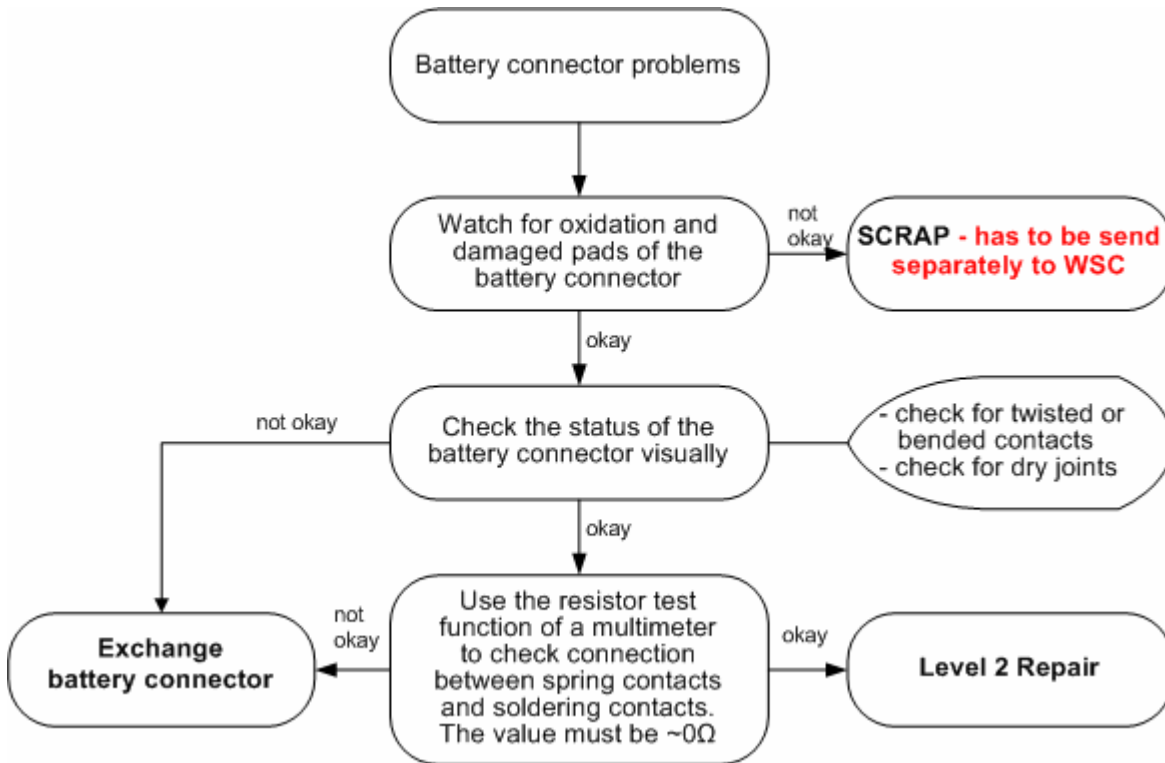 Battery connector problems
Watch for oxidation and
damaged pads of the
battery connector
not
okay
SCRAP - has to be send
separately to WSC
okay
not okay
Check the status of the
battery connector visually
- check for twisted or
bended contacts
- check for dry joints
okay
Exchange
battery connector
not
okay
Use the resistor test
function of a multimeter
to check connection
between spring contacts
and soldering contacts.
The value must be ~0Ω
okay
Level 2 Repair